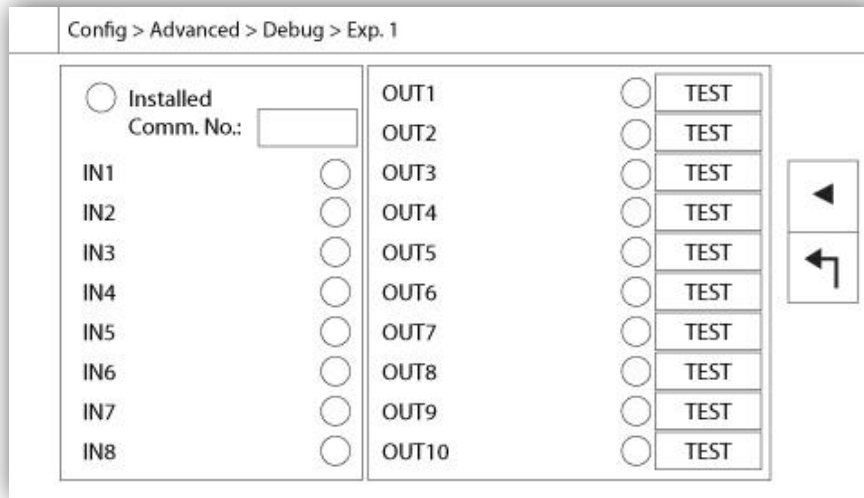 Config > Advanced > Debug > Exp. 1
Installed
Comm. No.:
IN1
IN2
IN3
IN4
IN5
IN6
IN7
IN8
OUT1 TEST
OUT2 TEST
OUT3 TEST
OUT4 TEST
OUT5 TEST
OUT6 TEST
OUT7 TEST
OUT8 TEST
OUT9 TEST
OUT10 TEST